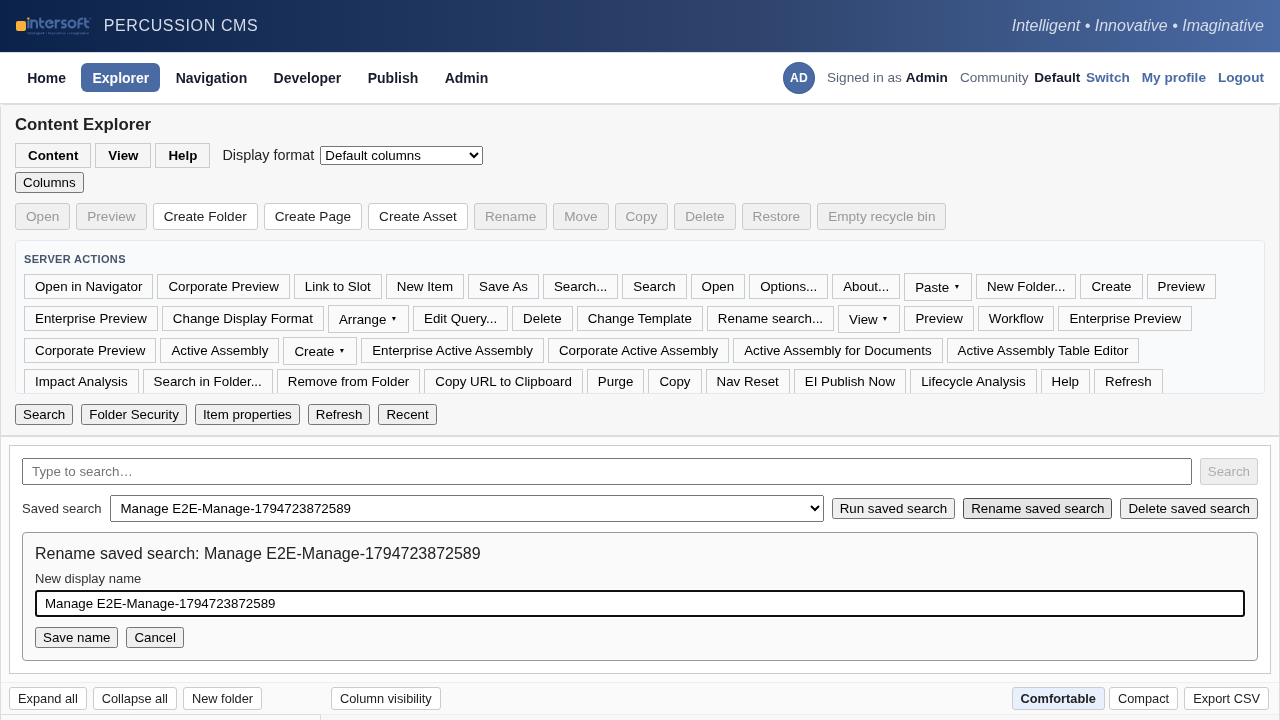 intersoft PERCUSSION CMS Intelligent • Innovative • Imaginative
Home Explorer Navigation Developer Publish Admin AD Signed in as Admin Community Default Switch My profile Logout
Content Explorer
Content View Help Display format Default columns
Columns
Open Preview Create Folder Create Page Create Asset Rename Move Copy Delete Restore Empty recycle bin
SERVER ACTIONS
Open in Navigator Corporate Preview Link to Slot New Item Save As Search... Search Open Options... About... Paste ▾ New Folder... Create Preview
Enterprise Preview Change Display Format Arrange ▾ Edit Query... Delete Change Template Rename search... View ▾ Preview Workflow Enterprise Preview
Corporate Preview Active Assembly Create ▾ Enterprise Active Assembly Corporate Active Assembly Active Assembly for Documents Active Assembly Table Editor
Impact Analysis Search in Folder... Remove from Folder Copy URL to Clipboard Purge Copy Nav Reset EI Publish Now Lifecycle Analysis Help Refresh
Search Folder Security Item properties Refresh Recent
Type to search… Search
Saved search Manage E2E-Manage-1794723872589 Run saved search Rename saved search Delete saved search
Rename saved search: Manage E2E-Manage-1794723872589
New display name
Manage E2E-Manage-1794723872589
Save name Cancel
Expand all Collapse all New folder Column visibility Comfortable Compact Export CSV